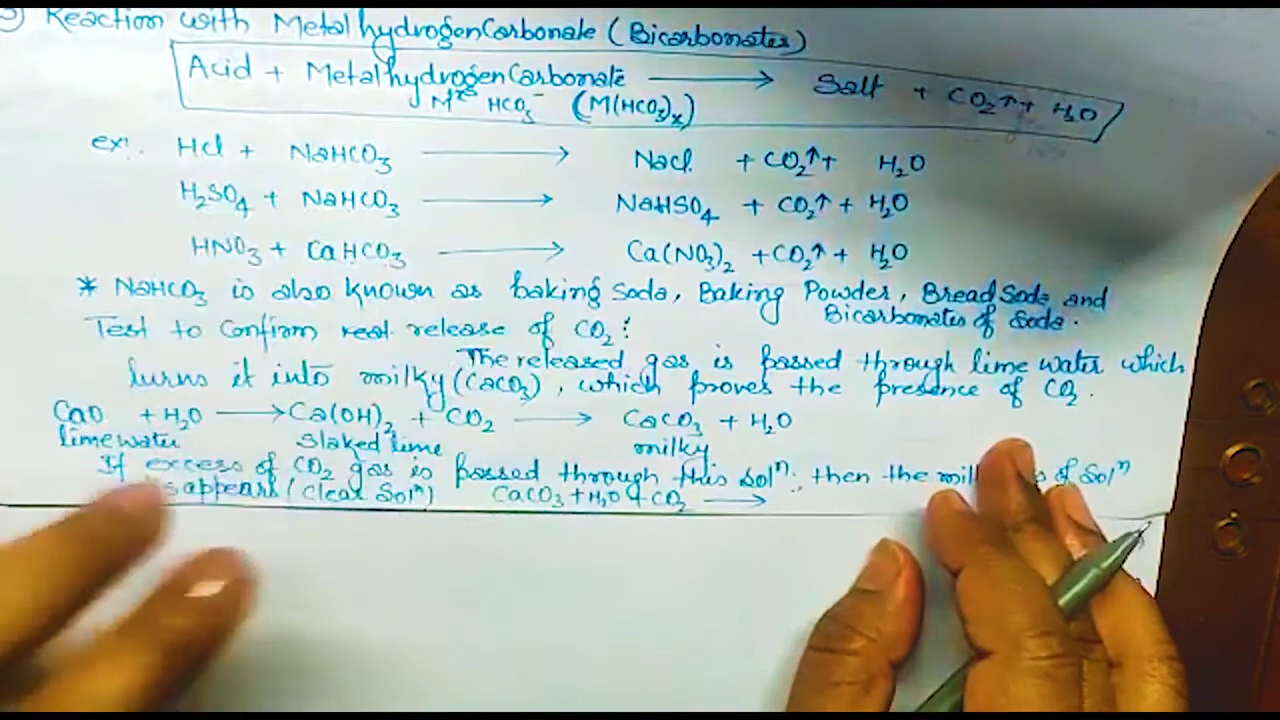 Reaction with Metal hydrogen Carbonate (Bicarbonates)
Acid + Metal hydrogen Carbonate ⟶ Salt + CO₂↑ + H₂O
HCO₃⁻ (M(HCO₃)ₓ)
ex: HCl + NaHCO₃ ⟶ NaCl + CO₂↑ + H₂O
H₂SO₄ + NaHCO₃ ⟶ NaHSO₄ + CO₂↑ + H₂O
HNO₃ + CaHCO₃ ⟶ Ca(NO₃)₂ + CO₂↑ + H₂O
* NaHCO₃ is also known as baking Soda, Baking Powder, Bread Soda and
Bicarbonates of Soda.
Test to Confirm release of CO₂:
The released gas is passed through lime water which
turns it into milky (CaCO₃), which proves the presence of CO₂.
CaO + H₂O ⟶ Ca(OH)₂ + CO₂ ⟶ CaCO₃ + H₂O
lime water slaked lime milky
If excess of CO₂ gas is passed through this solⁿ, then the of Solⁿ
(Clear Solⁿ) CaCO₃ + H₂O + CO₂ ⟶